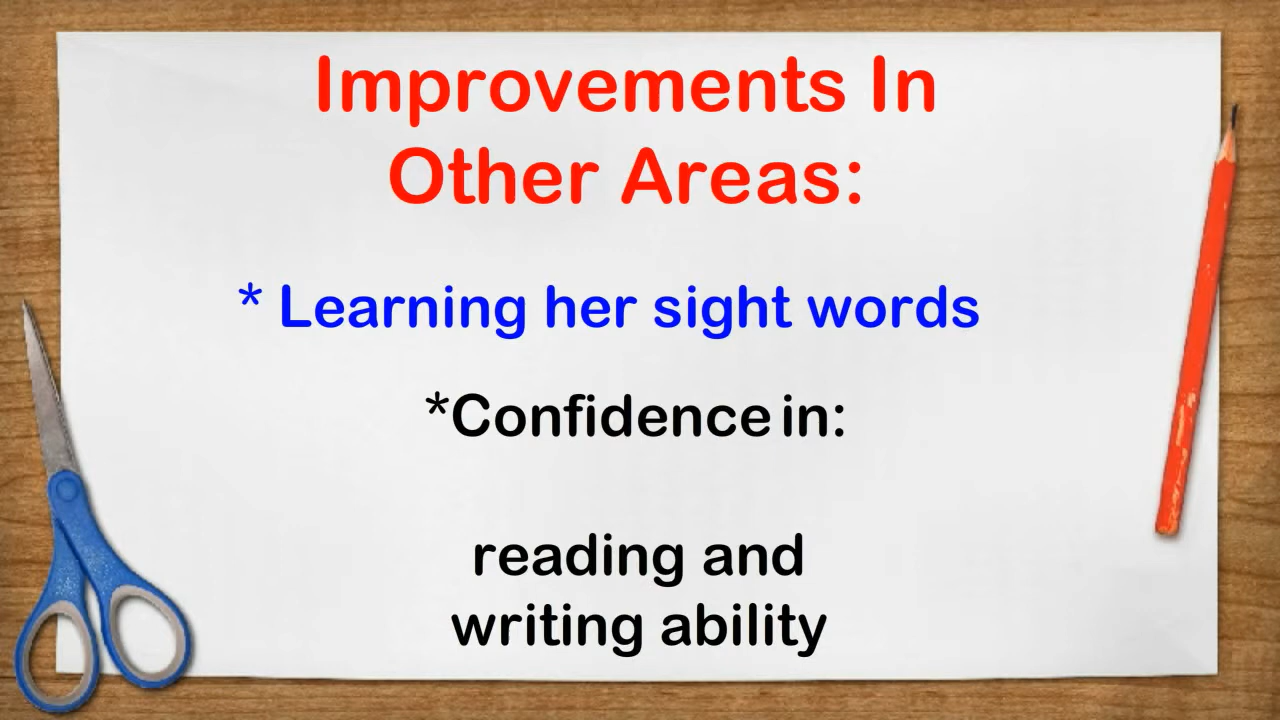 Improvements In
Other Areas:
* Learning her sight words
*Confidence in:
reading and
writing ability